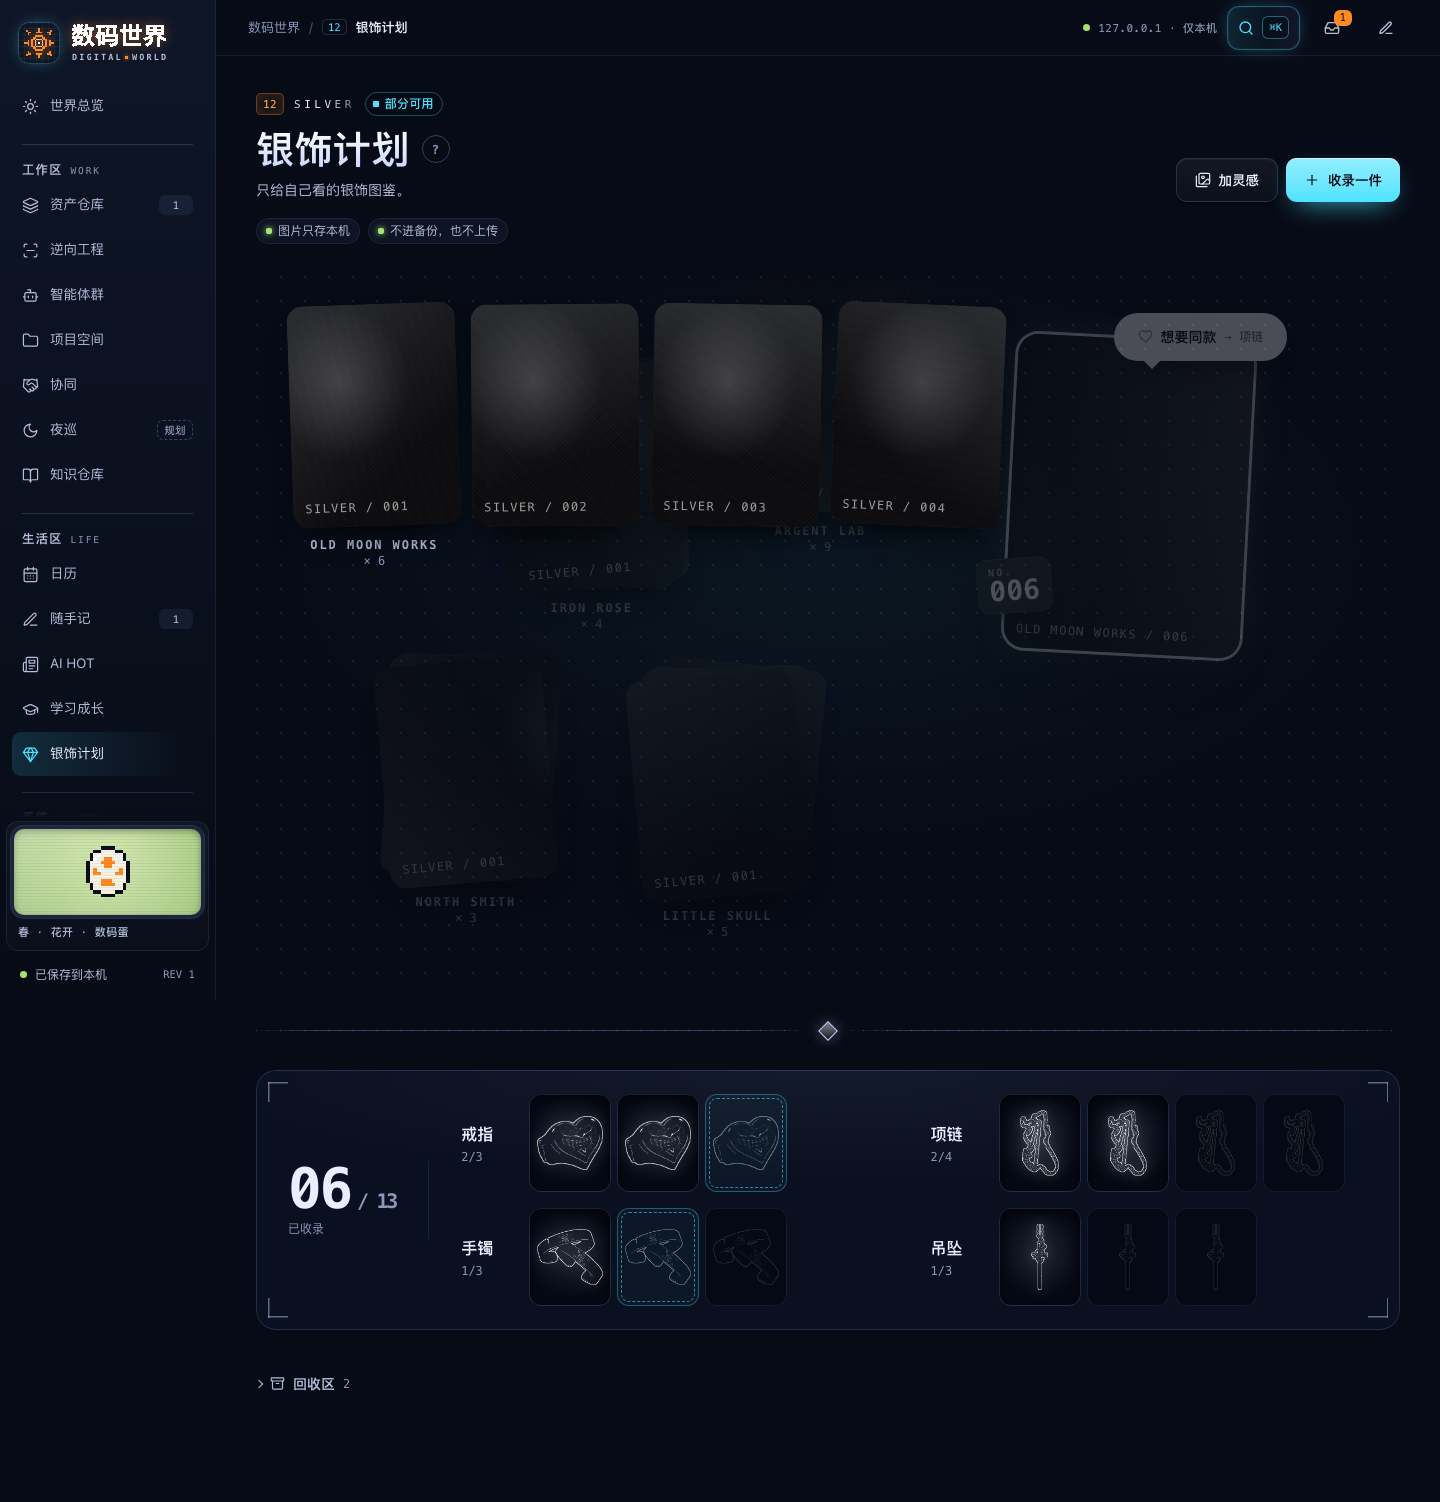 数码世界
DIGITAL WORLD
世界总览
工作区 WORK
资产仓库 1
逆向工程
智能体群
项目空间
协同
夜巡 规划
知识仓库
生活区 LIFE
日历
随手记 1
AI HOT
学习成长
银饰计划
春 · 花开 · 数码蛋
已保存到本机 REV 1
数码世界 / 12 银饰计划
127.0.0.1 · 仅本机
⌘K
1
12 SILVER 部分可用
银饰计划 ?
只给自己看的银饰图鉴。
图片只存本机
不进备份，也不上传
加灵感
收录一件
SILVER / 001
SILVER / 002
SILVER / 003
SILVER / 004
OLD MOON WORKS
× 6
ARGENT LAB
× 9
SILVER / 001
IRON ROSE
× 4
想要同款 → 项链
NO.
006
OLD MOON WORKS / 006
SILVER / 001
NORTH SMITH
× 3
SILVER / 001
LITTLE SKULL
× 5
06 / 13
已收录
戒指
2/3
项链
2/4
手镯
1/3
吊坠
1/3
回收区 2